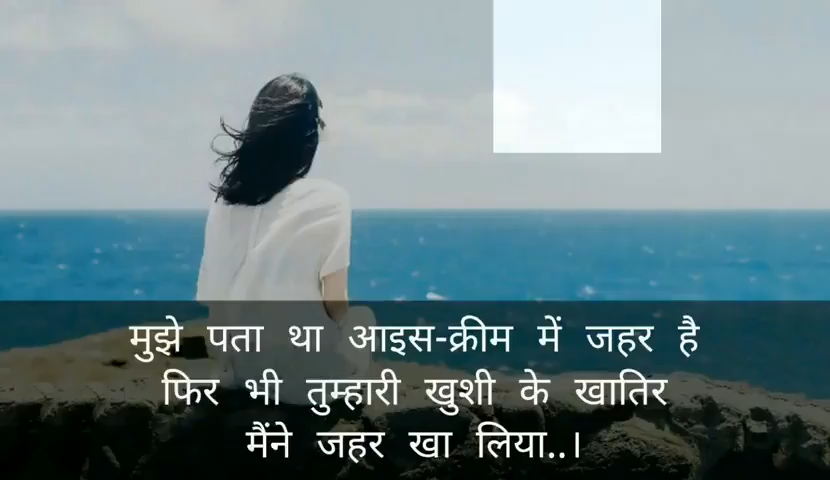 मुझे पता था आइस-क्रीम में जहर है
फिर भी तुम्हारी खुशी के खातिर
मैंने जहर खा लिया..।